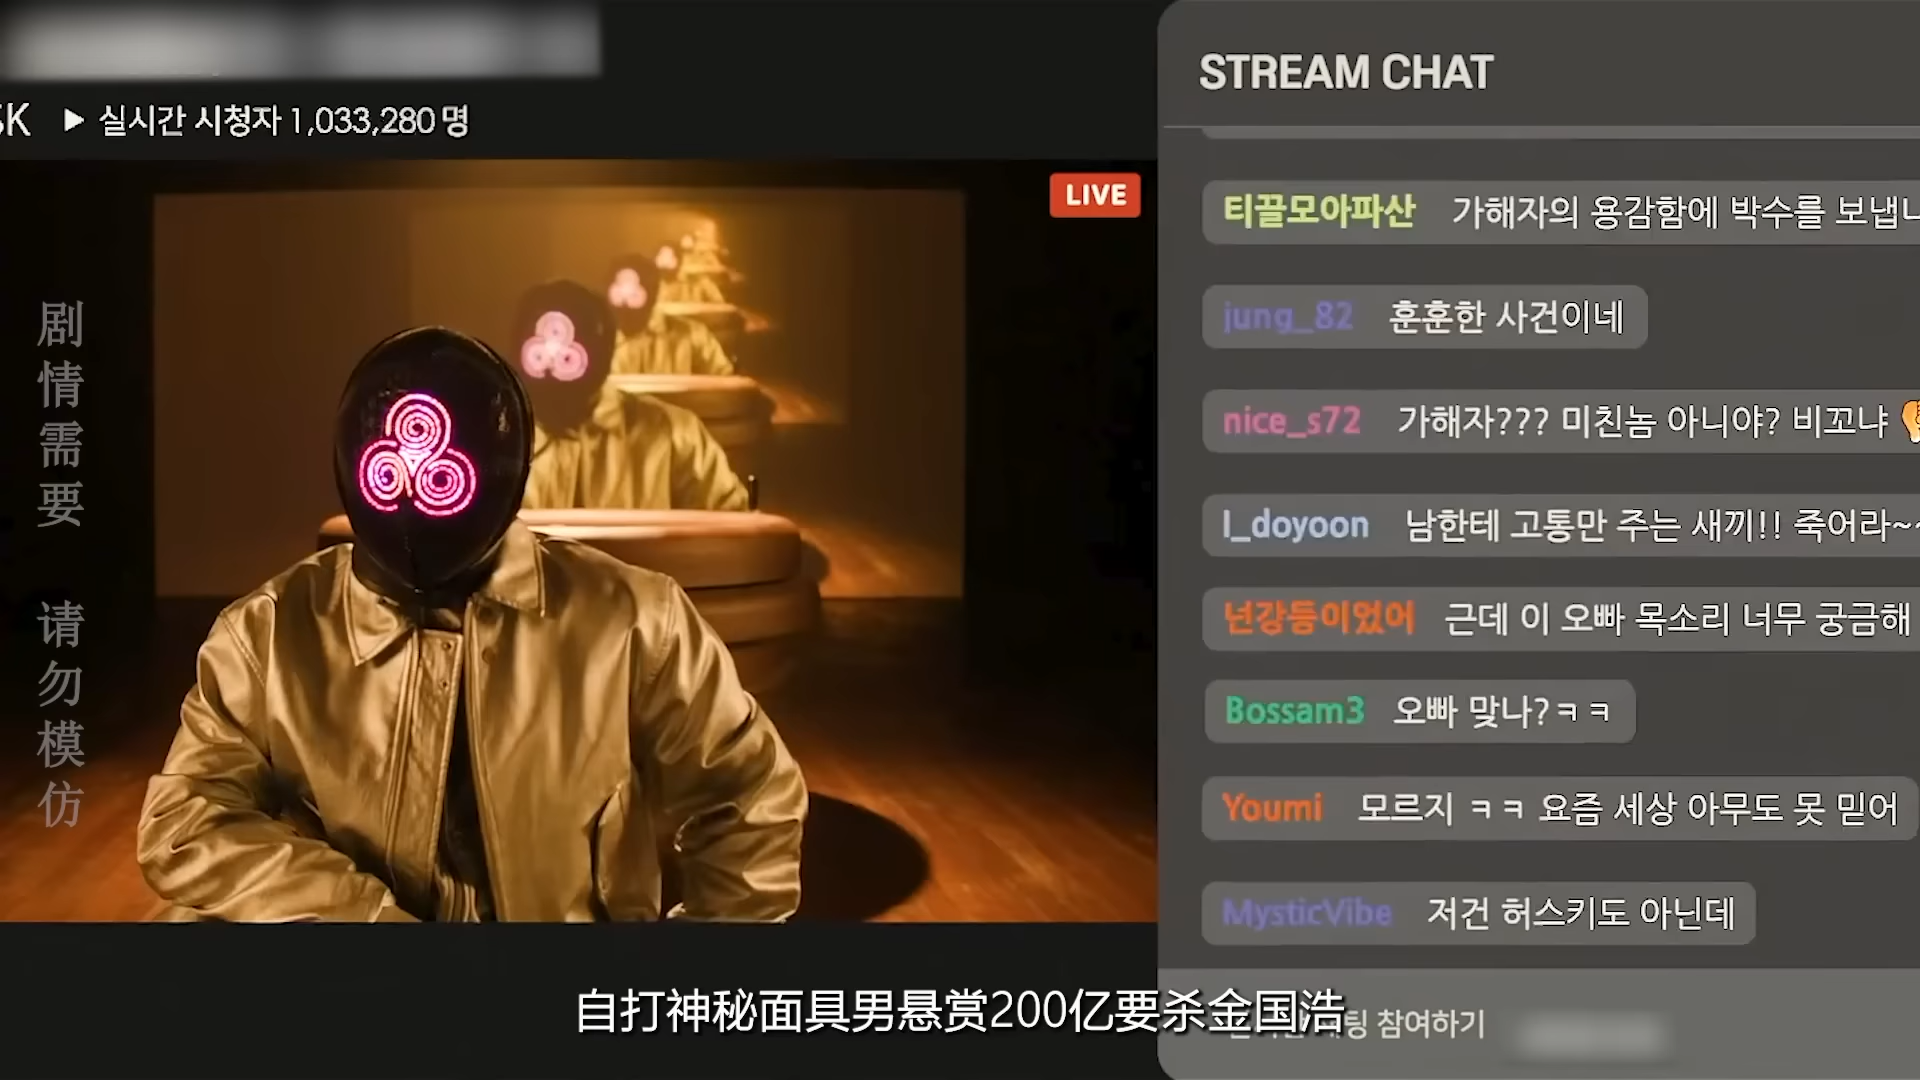 ▶ 실시간 시청자 1,033,280 명
LIVE
剧情需要 请勿模仿
STREAM CHAT
티끌모아파산 가해자의 용감함에 박수를 보냅니
jung_82 훈훈한 사건이네
nice_s72 가해자??? 미친놈 아니야? 비꼬냐
I_doyoon 남한테 고통만 주는 새끼!! 죽어라~~
넌강등이었어 근데 이 오빠 목소리 너무 궁금해
Bossam3 오빠 맞나?ㅋㅋ
Youmi 모르지 ㅋㅋ 요즘 세상 아무도 못 믿어
MysticVibe 저건 허스키도 아닌데
自打神秘面具男悬赏200亿要杀金国浩
참여하기